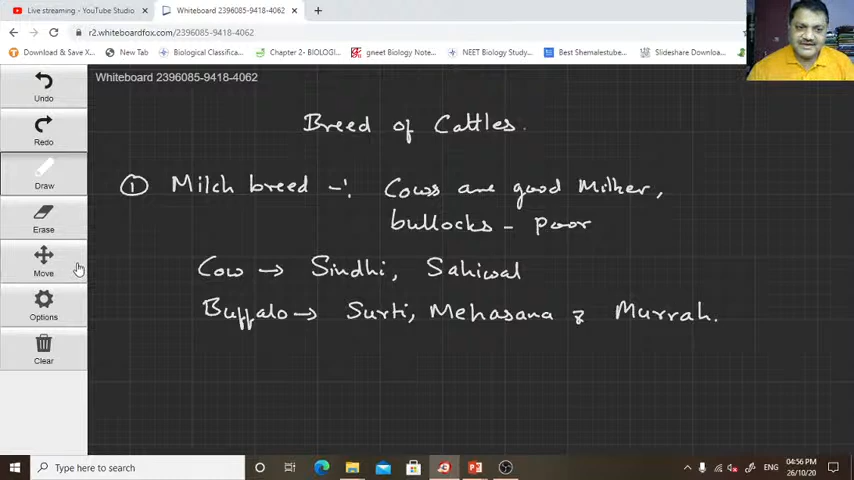 Live streaming - YouTube Studio
Whiteboard 2396085-9418-4062
r2.whiteboardfox.com/2396085-9418-4062
Download & Save X...
New Tab
Biological Classifica...
Chapter 2- BIOLOGI...
gneet Biology Note...
NEET Biology Study...
Best Shemalestube...
Slideshare Download...
Whiteboard 2396085-9418-4062
Undo
Redo
Draw
Erase
Move
Options
Clear
Breed of Cattles.
① Milch breed -: Cows are good Milker,
bullocks - poor
Cow → Sindhi, Sahiwal
Buffalo → Surti, Mehasana & Murrah.
Type here to search
ENG
04:56 PM
26/10/20